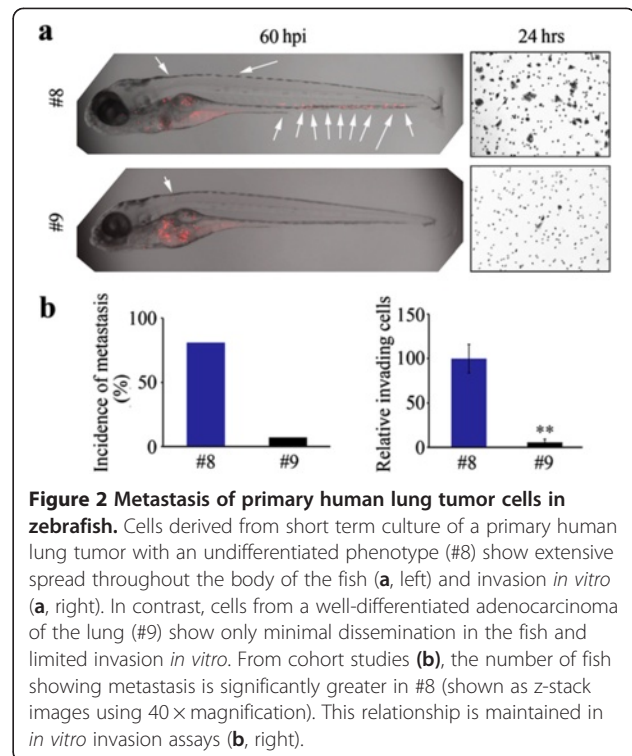 a
60 hpi
24 hrs
#8
#9
b
Incidence of metastasis
(%)
100
50
0
#8
#9
Relative invading cells
150
100
50
0
**
#8
#9
Figure 2 Metastasis of primary human lung tumor cells in
zebrafish. Cells derived from short term culture of a primary human
lung tumor with an undifferentiated phenotype (#8) show extensive
spread throughout the body of the fish (a, left) and invasion in vitro
(a, right). In contrast, cells from a well-differentiated adenocarcinoma
of the lung (#9) show only minimal dissemination in the fish and
limited invasion in vitro. From cohort studies (b), the number of fish
showing metastasis is significantly greater in #8 (shown as z-stack
images using 40 × magnification). This relationship is maintained in
in vitro invasion assays (b, right).